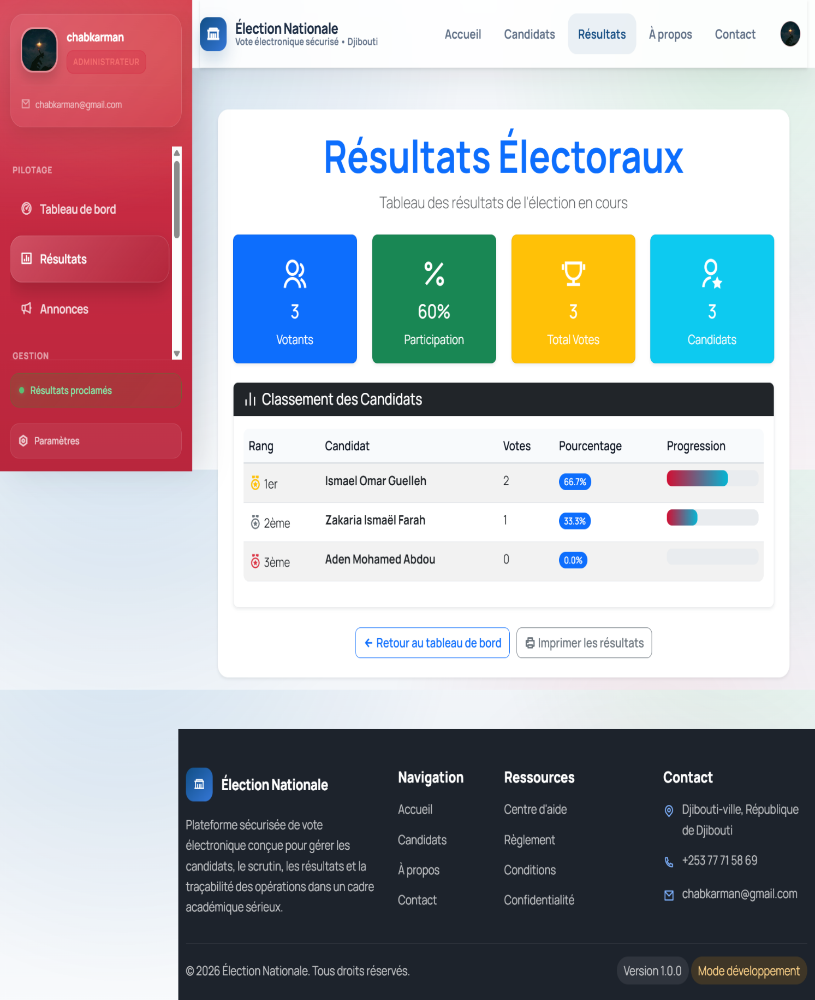 chabkarman
ADMINISTRATEUR
chabkarman@gmail.com
PILOTAGE
Tableau de bord
Résultats
Annonces
GESTION
Résultats proclamés
Paramètres
Élection Nationale
Vote électronique sécurisé • Djibouti
Accueil
Candidats
Résultats
À propos
Contact
Résultats Électoraux
Tableau des résultats de l'élection en cours
3
Votants
60%
Participation
3
Total Votes
3
Candidats
Classement des Candidats
Rang Candidat Votes Pourcentage Progression
1er Ismael Omar Guelleh 2 66.7%
2ème Zakaria Ismaël Farah 1 33.3%
3ème Aden Mohamed Abdou 0 0.0%
Retour au tableau de bord
Imprimer les résultats
Élection Nationale
Plateforme sécurisée de vote
électronique conçue pour gérer les
candidats, le scrutin, les résultats et la
traçabilité des opérations dans un cadre
académique sérieux.
Navigation
Accueil
Candidats
À propos
Contact
Ressources
Centre d'aide
Règlement
Conditions
Confidentialité
Contact
Djibouti-ville, République
de Djibouti
+253 77 71 58 69
chabkarman@gmail.com
© 2026 Élection Nationale. Tous droits réservés.
Version 1.0.0
Mode développement